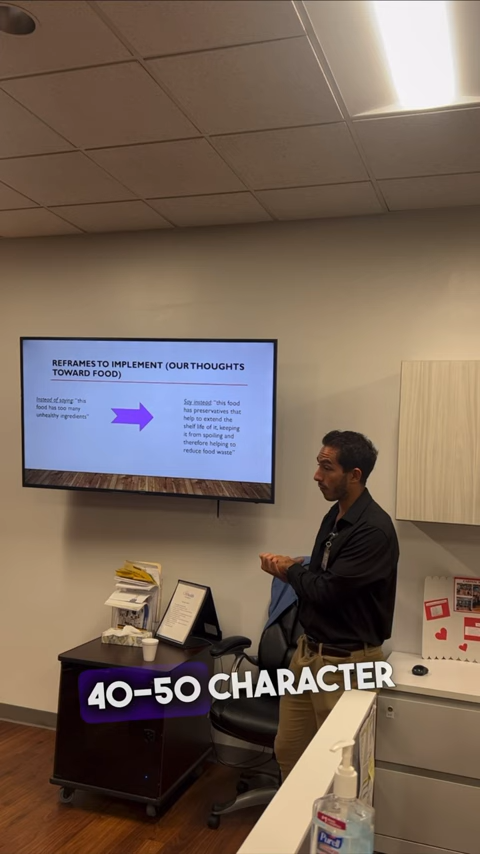 REFRAMES TO IMPLEMENT (OUR THOUGHTS
TOWARD FOOD)
Instead of saying: "this
food has too many
unhealthy ingredients"
Say instead: "this food
has preservatives that
help to extend the
shelf life of it, keeping
it from spoiling and
therefore helping to
reduce food waste"
40-50 CHARACTER
Purell